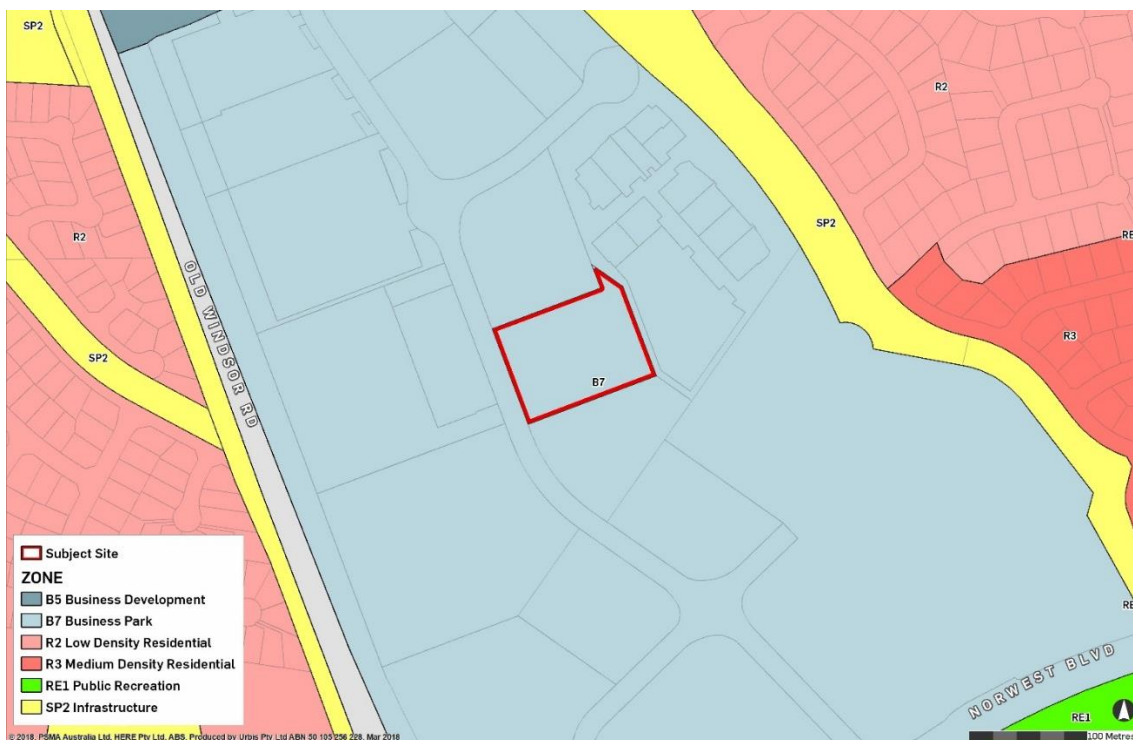 SP2
R2
R2
SP2
RE
OLD WINDSOR RD
SP2
R3
B7
Subject Site
ZONE
B5 Business Development
B7 Business Park
R2 Low Density Residential
R3 Medium Density Residential
RE1 Public Recreation
SP2 Infrastructure
RE
NORWEST BLVD
RE1
100 Metres
© 2018. PSMA Australia Ltd, HERE Pty Ltd, ABS. Produced by Urbis Pty Ltd ABN 50 105 256 228, Mar 2018